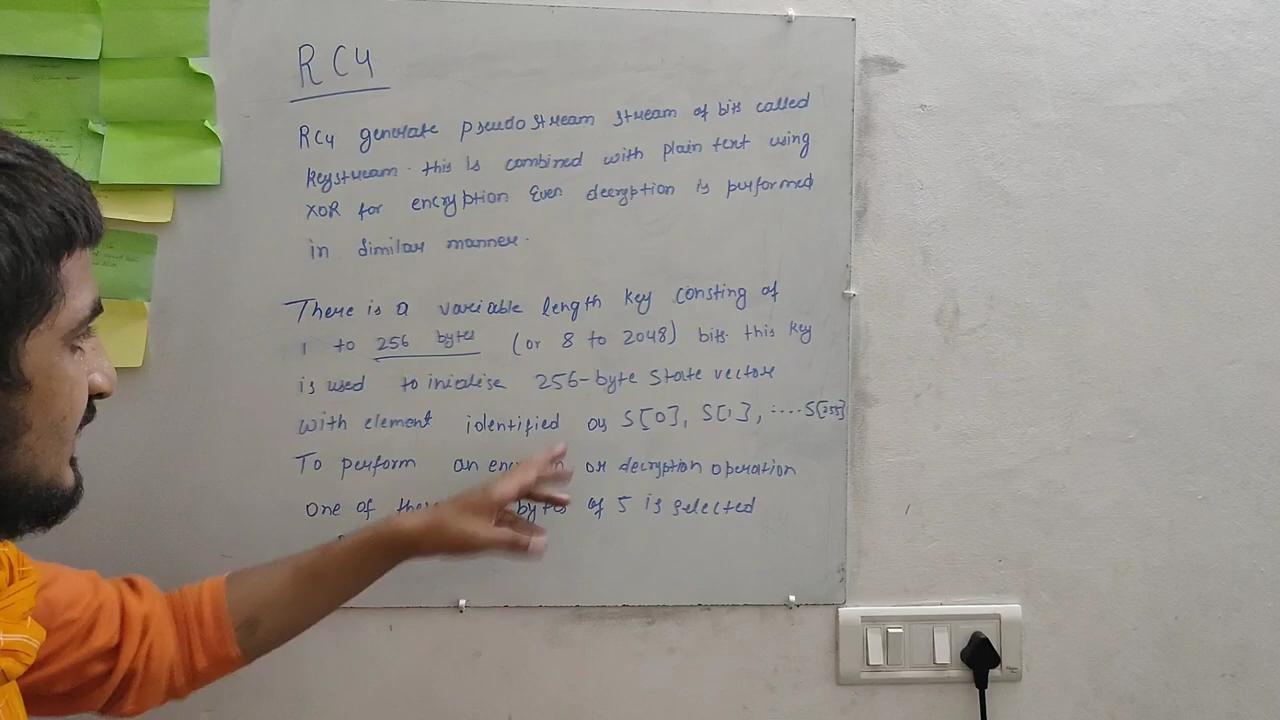 RC4
RC4 generate pseudo stream stream of bits called
keystream. this is combined with plain text using
XOR for encryption Even decryption is performed
in similar manner.
There is a variable length key consting of
1 to 256 bytes (or 8 to 2048) bits. this key
is used to inialise 256-byte state vector
with element identified as S[0], S[1], ....S[255]
To perform an or decryption operation
one of bytes of S is selected